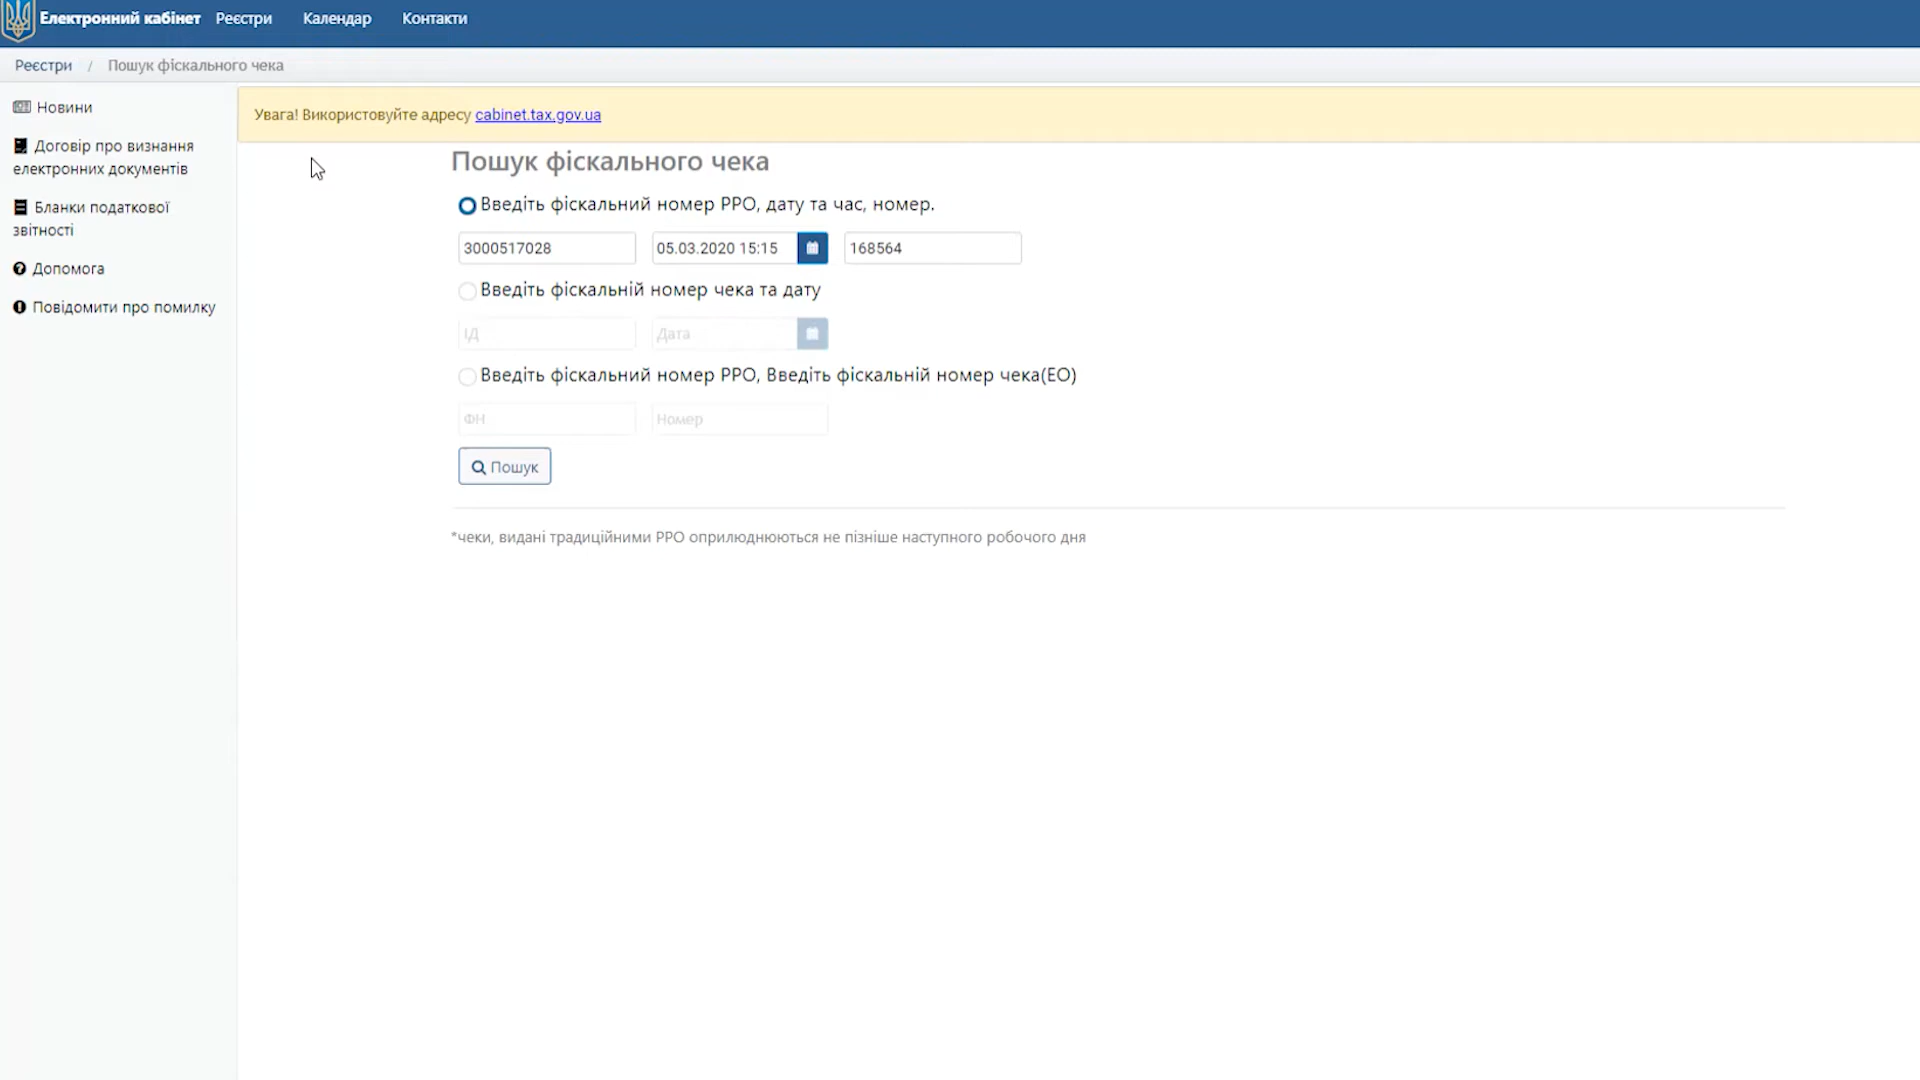 Електронний кабінет Реєстри Календар Контакти
Реєстри / Пошук фіскального чека
Новини
Договір про визнання
електронних документів
Бланки податкової
звітності
Допомога
Повідомити про помилку
Увага! Використовуйте адресу cabinet.tax.gov.ua
Пошук фіскального чека
Введіть фіскальний номер РРО, дату та час, номер.
3000517028 05.03.2020 15:15 168564
Введіть фіскальній номер чека та дату
ІД Дата
Введіть фіскальний номер РРО, Введіть фіскальній номер чека(ЕО)
ФН Номер
Пошук
*чеки, видані традиційними РРО оприлюднюються не пізніше наступного робочого дня